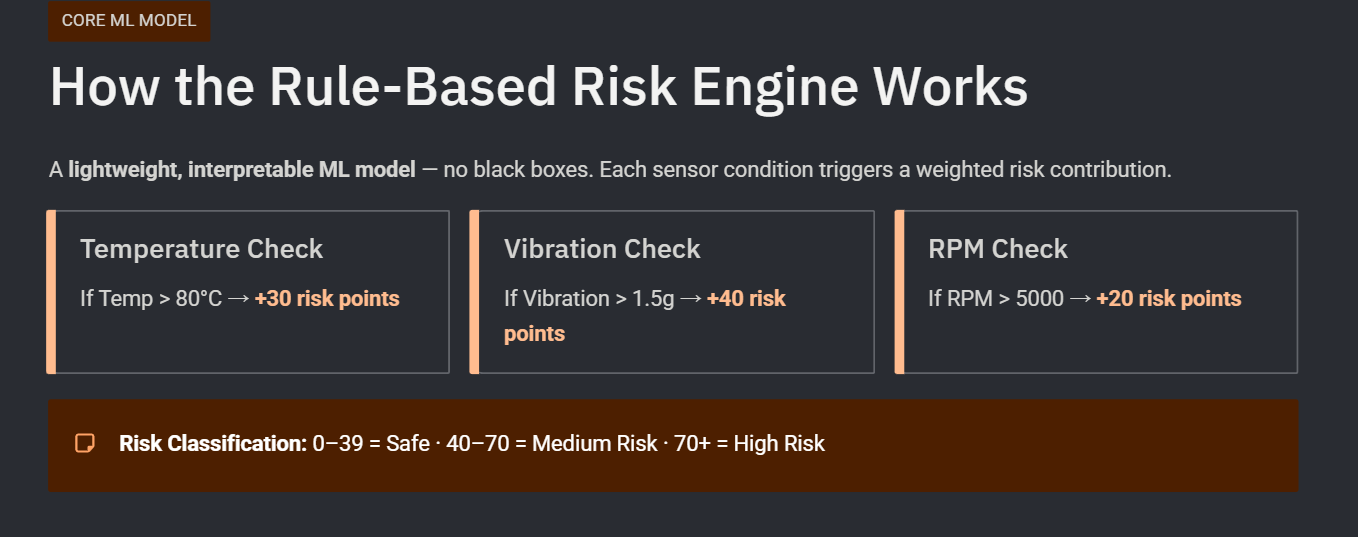 CORE ML MODEL
How the Rule-Based Risk Engine Works
A lightweight, interpretable ML model — no black boxes. Each sensor condition triggers a weighted risk contribution.
Temperature Check
If Temp > 80°C → +30 risk points
Vibration Check
If Vibration > 1.5g → +40 risk
points
RPM Check
If RPM > 5000 → +20 risk points
Risk Classification: 0–39 = Safe · 40–70 = Medium Risk · 70+ = High Risk